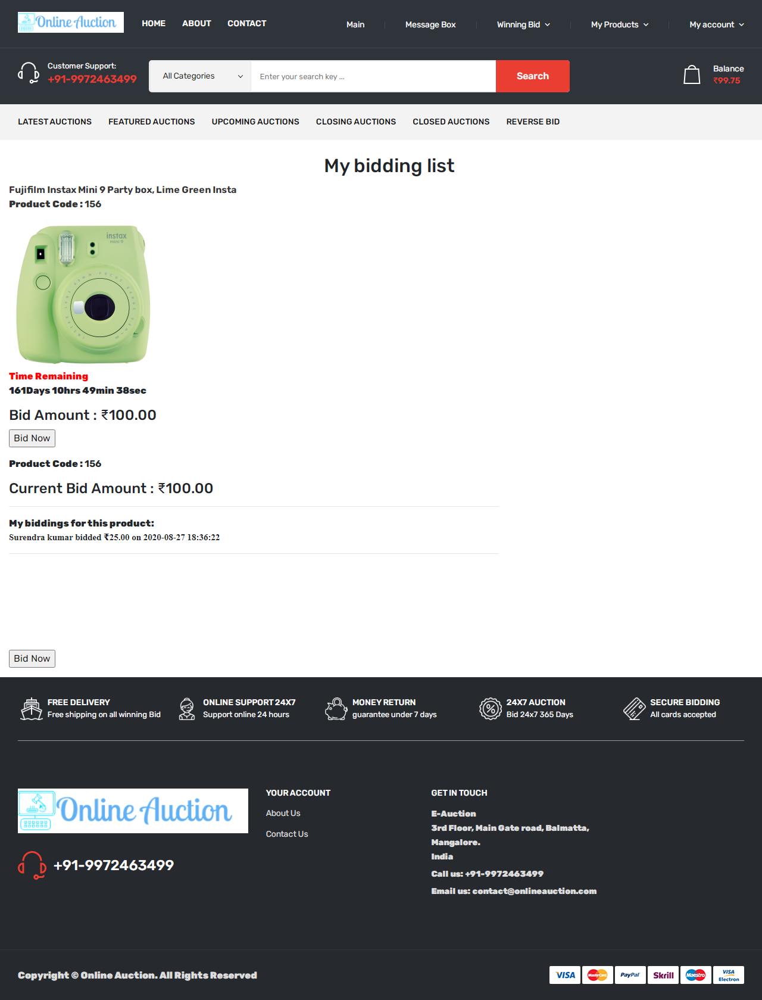 Online Auction
HOME ABOUT CONTACT
Main Message Box Winning Bid My Products My account
Customer Support:
+91-9972463499
All Categories
Enter your search key ...
Search
Balance
₹99.75
LATEST AUCTIONS FEATURED AUCTIONS UPCOMING AUCTIONS CLOSING AUCTIONS CLOSED AUCTIONS REVERSE BID
My bidding list
Fujifilm Instax Mini 9 Party box, Lime Green Insta
Product Code : 156
instax
mini 9
Time Remaining
161Days 10hrs 49min 38sec
Bid Amount : ₹100.00
Bid Now
Product Code : 156
Current Bid Amount : ₹100.00
My biddings for this product:
Surendra kumar bidded ₹25.00 on 2020-08-27 18:36:22
Bid Now
FREE DELIVERY
Free shipping on all winning Bid
ONLINE SUPPORT 24X7
Support online 24 hours
MONEY RETURN
guarantee under 7 days
24X7 AUCTION
Bid 24x7 365 Days
SECURE BIDDING
All cards accepted
Online Auction
+91-9972463499
YOUR ACCOUNT
About Us
Contact Us
GET IN TOUCH
E-Auction
3rd Floor, Main Gate road, Balmatta,
Mangalore.
India
Call us: +91-9972463499
Email us: contact@onlineauction.com
Copyright © Online Auction. All Rights Reserved
VISA MasterCard PayPal Skrill Maestro VISA Electron